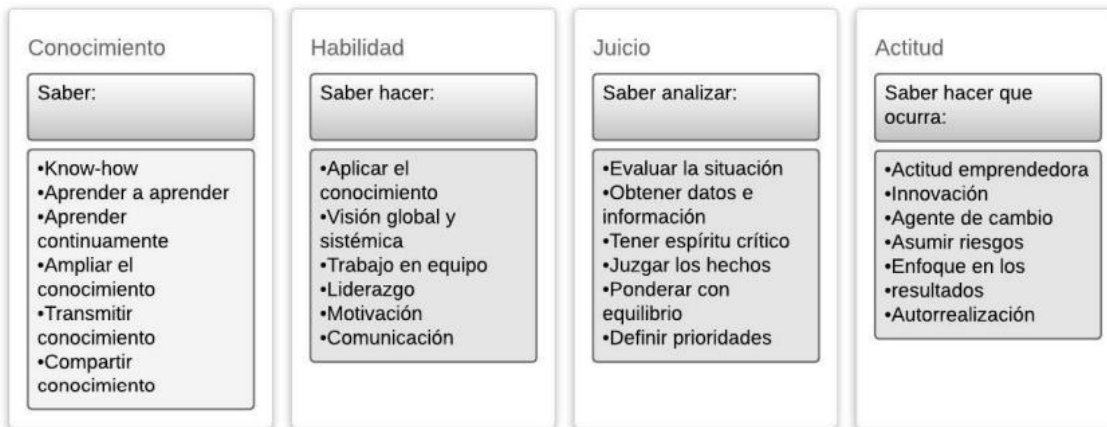 Conocimiento
Saber:
•Know-how
•Aprender a aprender
•Aprender
continuamente
•Ampliar el
conocimiento
•Transmitir
conocimiento
•Compartir
conocimiento
Habilidad
Saber hacer:
•Aplicar el
conocimiento
•Visión global y
sistémica
•Trabajo en equipo
•Liderazgo
•Motivación
•Comunicación
Juicio
Saber analizar:
•Evaluar la situación
•Obtener datos e
información
•Tener espíritu crítico
•Juzgar los hechos
•Ponderar con
equilibrio
•Definir prioridades
Actitud
Saber hacer que
ocurra:
•Actitud emprendedora
•Innovación
•Agente de cambio
•Asumir riesgos
•Enfoque en los
•resultados
•Autorrealización